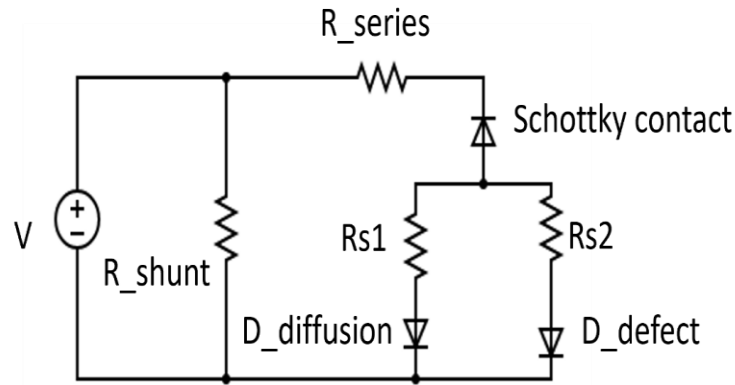 R_series
Schottky contact
+
−
V
Rs1
Rs2
R_shunt
D_diffusion
D_defect